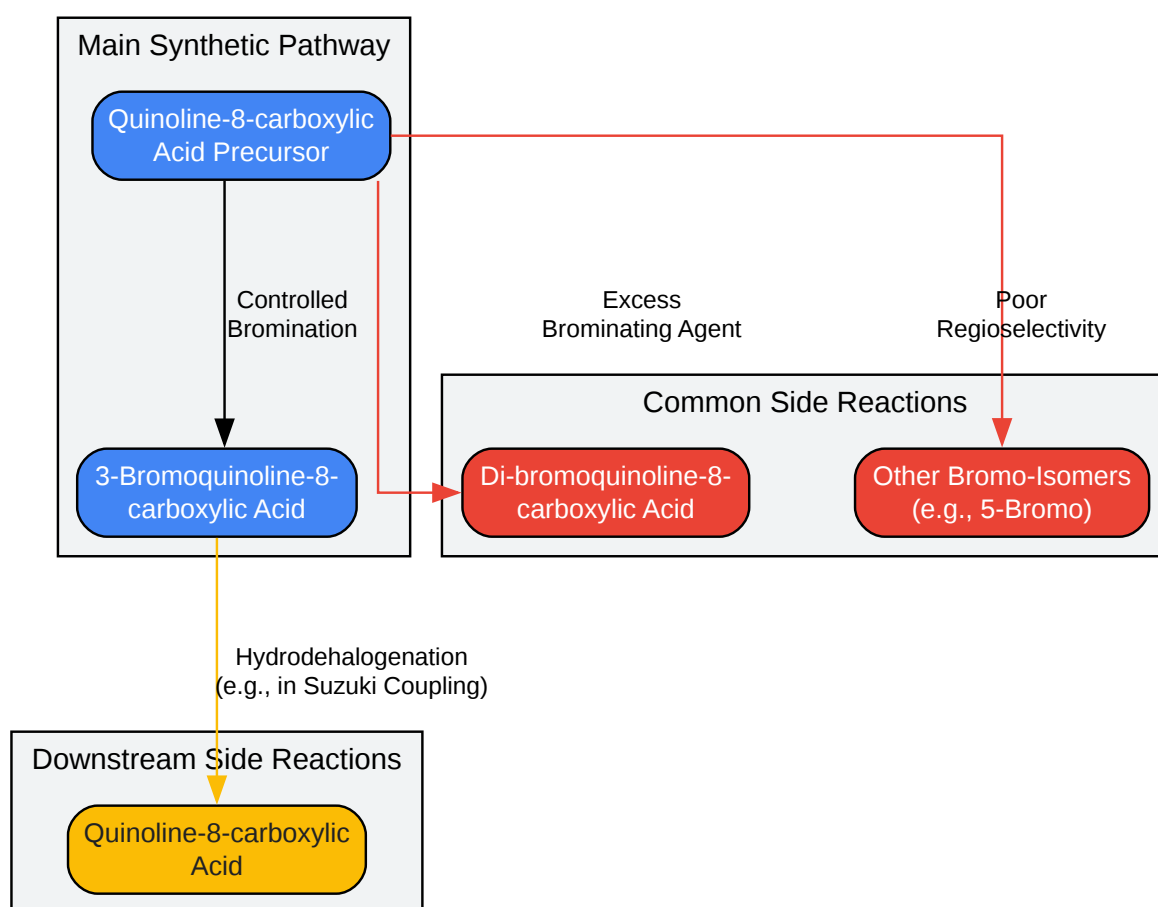 Main Synthetic Pathway
Quinoline-8-carboxylic
Acid Precursor
Controlled
Bromination
Excess
Brominating Agent
Poor
Regioselectivity
Common Side Reactions
3-Bromoquinoline-8-
carboxylic Acid
Di-bromoquinoline-8-
carboxylic Acid
Other Bromo-Isomers
(e.g., 5-Bromo)
Hydrodehalogenation
(e.g., in Suzuki Coupling)
Downstream Side Reactions
Quinoline-8-carboxylic
Acid